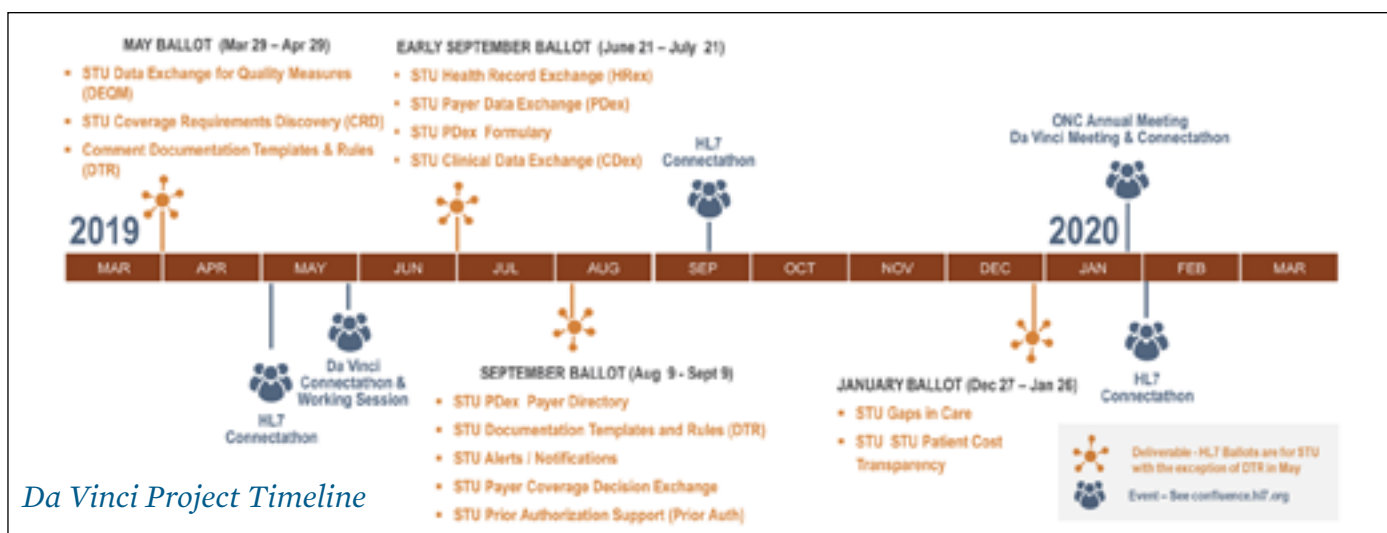 MAY BALLOT (Mar 29 – Apr 29)
▪ STU Data Exchange for Quality Measures
(DEQM)
▪ STU Coverage Requirements Discovery (CRD)
▪ Comment Documentation Templates & Rules
(DTR)
EARLY SEPTEMBER BALLOT (June 21 – July 21)
▪ STU Health Record Exchange (HRex)
▪ STU Payer Data Exchange (PDex)
▪ STU PDex Formulary
▪ STU Clinical Data Exchange (CDex)
HL7
Connectathon
ONC Annual Meeting
Da Vinci Meeting & Connectathon
2019
2020
MAR APR MAY JUN JUL AUG SEP OCT NOV DEC JAN FEB MAR
HL7
Connectathon
Da Vinci
Connectathon &
Working Session
SEPTEMBER BALLOT (Aug 9 - Sept 9)
▪ STU PDex Payer Directory
▪ STU Documentation Templates and Rules (DTR)
▪ STU Alerts / Notifications
▪ STU Payer Coverage Decision Exchange
▪ STU Prior Authorization Support (Prior Auth)
JANUARY BALLOT (Dec 27 – Jan 26)
▪ STU Gaps in Care
▪ STU STU Patient Cost
Transparency
HL7
Connectathon
Deliverable - HL7 Ballots are for STU
with the exception of DTR in May
Event – See confluence.hl7.org
Da Vinci Project Timeline